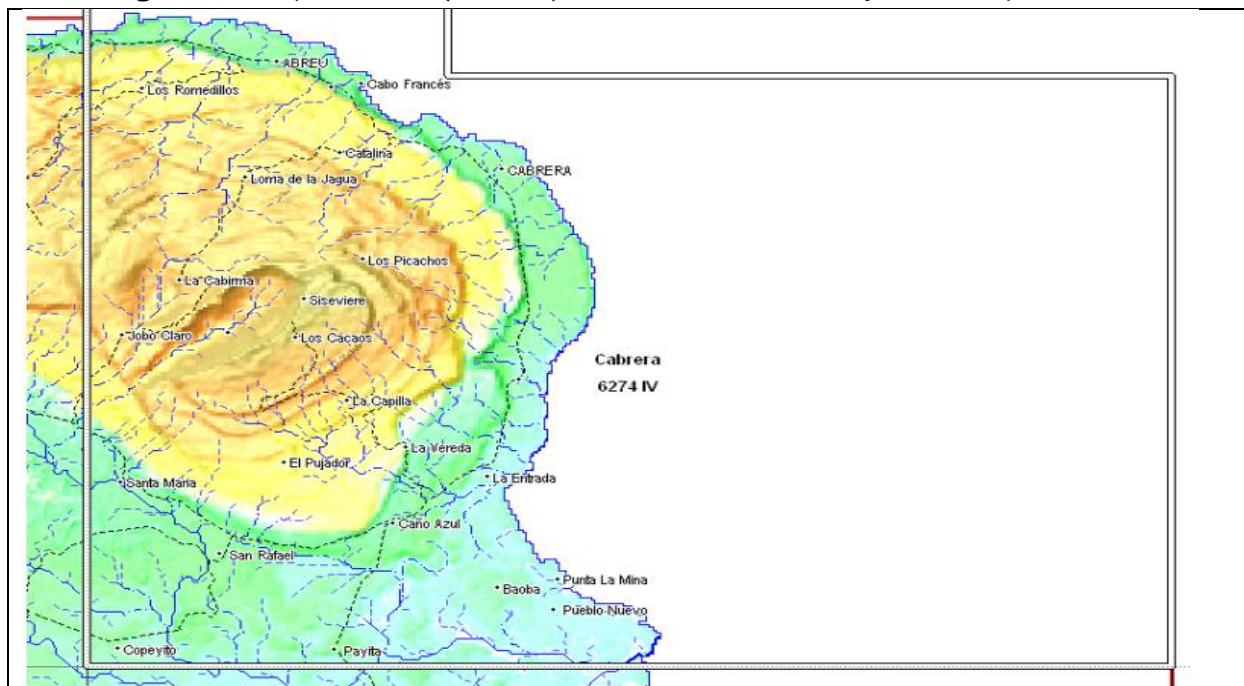 ABREU
Cabo Francés
Los Romedillos
Catalina
CABRERA
Loma de la Jagua
Los Picachos
La Cabirma
Siseviere
Jobo Claro
Los Cacaos
Cabrera
6274 IV
La Capilla
La Vereda
El Pujador
La Entrada
Santa Maria
Caño Azul
San Rafael
Punta La Mina
Baoba
Pueblo Nuevo
Copeyito
Payita